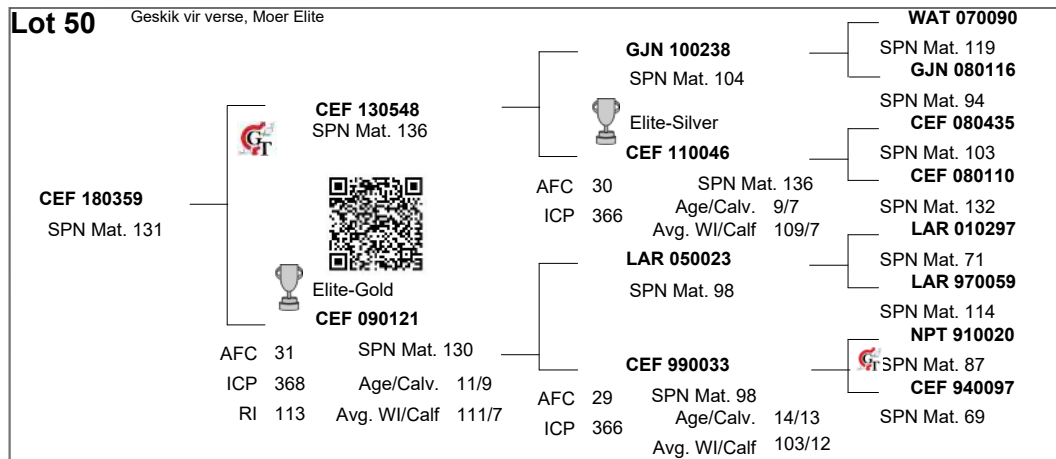 Lot 50 Geskik vir verse, Moer Elite
CEF 180359
SPN Mat. 131
GT
CEF 130548
SPN Mat. 136
Elite-Gold
CEF 090121
AFC 31 SPN Mat. 130
ICP 368 Age/Calv. 11/9
RI 113 Avg. WI/Calf 111/7
GJN 100238
SPN Mat. 104
Elite-Silver
CEF 110046
AFC 30 SPN Mat. 136
ICP 366 Age/Calv. 9/7
Avg. WI/Calf 109/7
LAR 050023
SPN Mat. 98
CEF 990033
AFC 29 SPN Mat. 98
ICP 366 Age/Calv. 14/13
Avg. WI/Calf 103/12
WAT 070090
SPN Mat. 119
GJN 080116
SPN Mat. 94
CEF 080435
SPN Mat. 103
CEF 080110
SPN Mat. 132
LAR 010297
SPN Mat. 71
LAR 970059
SPN Mat. 114
NPT 910020
GT SPN Mat. 87
CEF 940097
SPN Mat. 69